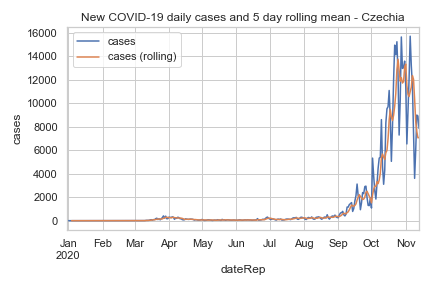 New COVID-19 daily cases and 5 day rolling mean - Czechia
cases
cases (rolling)
16000
14000
12000
10000
8000
6000
4000
2000
0
cases
Jan Feb Mar Apr May Jun Jul Aug Sep Oct Nov
2020
dateRep